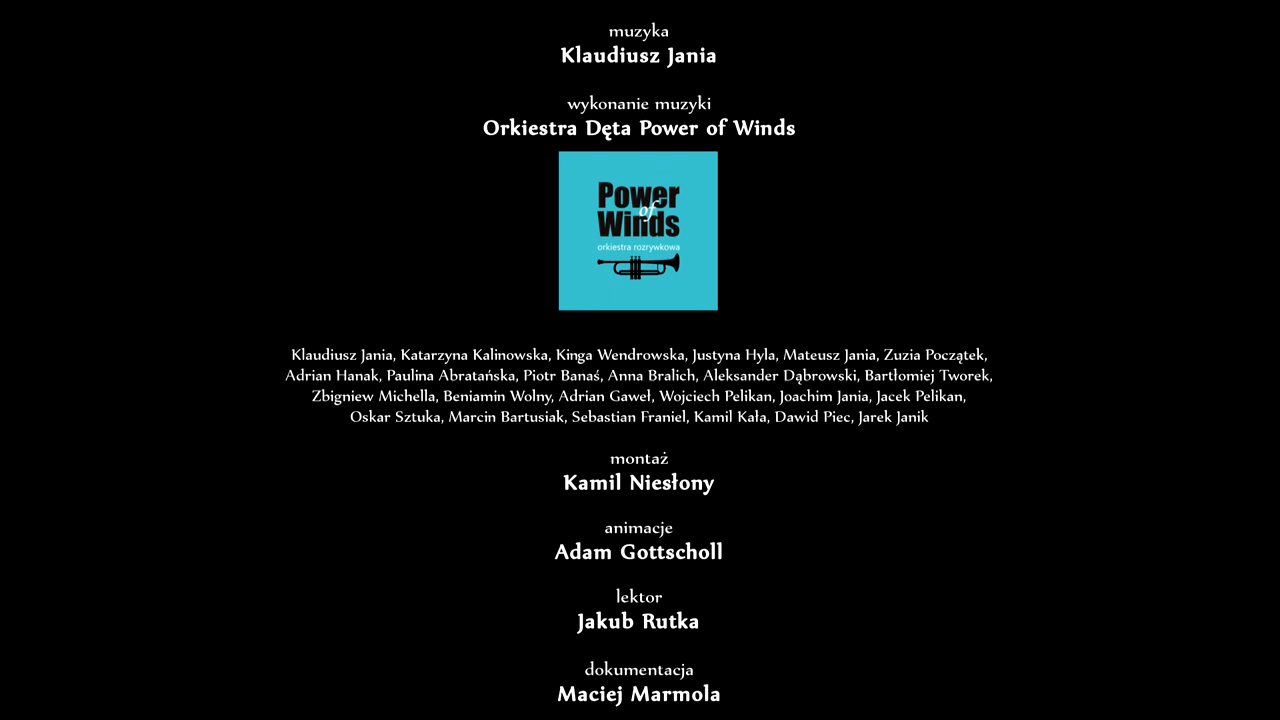 muzyka
Klaudiusz Jania
wykonanie muzyki
Orkiestra Dęta Power of Winds
Power
of
Winds
orkiestra rozrywkowa
Klaudiusz Jania, Katarzyna Kalinowska, Kinga Wendrowska, Justyna Hyla, Mateusz Jania, Zuzia Początek,
Adrian Hanak, Paulina Abratańska, Piotr Banaś, Anna Bralich, Aleksander Dąbrowski, Bartłomiej Tworek,
Zbigniew Michella, Beniamin Wolny, Adrian Gaweł, Wojciech Pelikan, Joachim Jania, Jacek Pelikan,
Oskar Sztuka, Marcin Bartusiak, Sebastian Franiel, Kamil Kała, Dawid Piec, Jarek Janik
montaż
Kamil Niesłony
animacje
Adam Gottscholl
lektor
Jakub Rutka
dokumentacja
Maciej Marmola